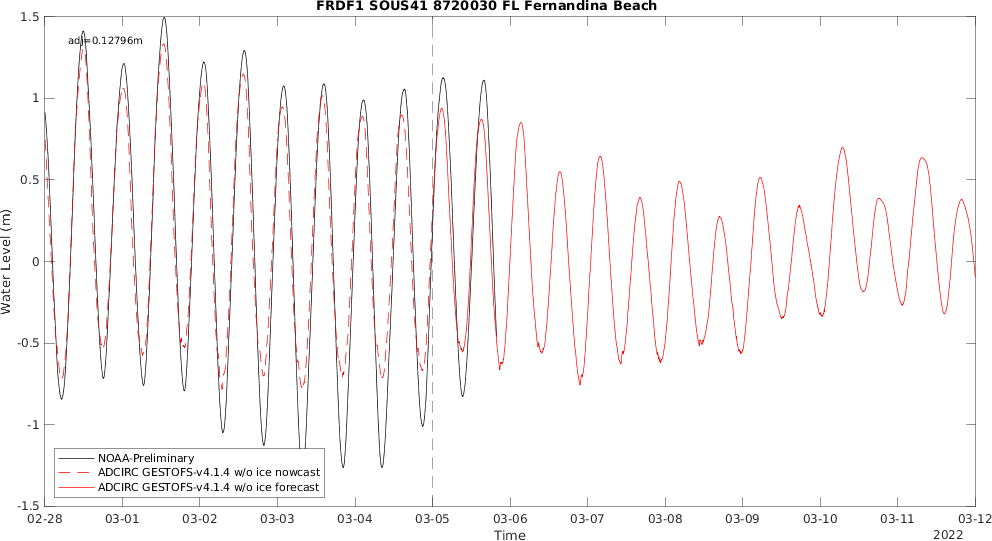 FRDF1 SOUS41 8720030 FL Fernandina Beach
adj=0.12796m
1.5
1
0.5
0
-0.5
-1
-1.5
Water Level (m)
NOAA-Preliminary
ADCIRC GESTOFS-v4.1.4 w/o ice nowcast
ADCIRC GESTOFS-v4.1.4 w/o ice forecast
02-28 03-01 03-02 03-03 03-04 03-05 03-06 03-07 03-08 03-09 03-10 03-11 03-12
Time
2022